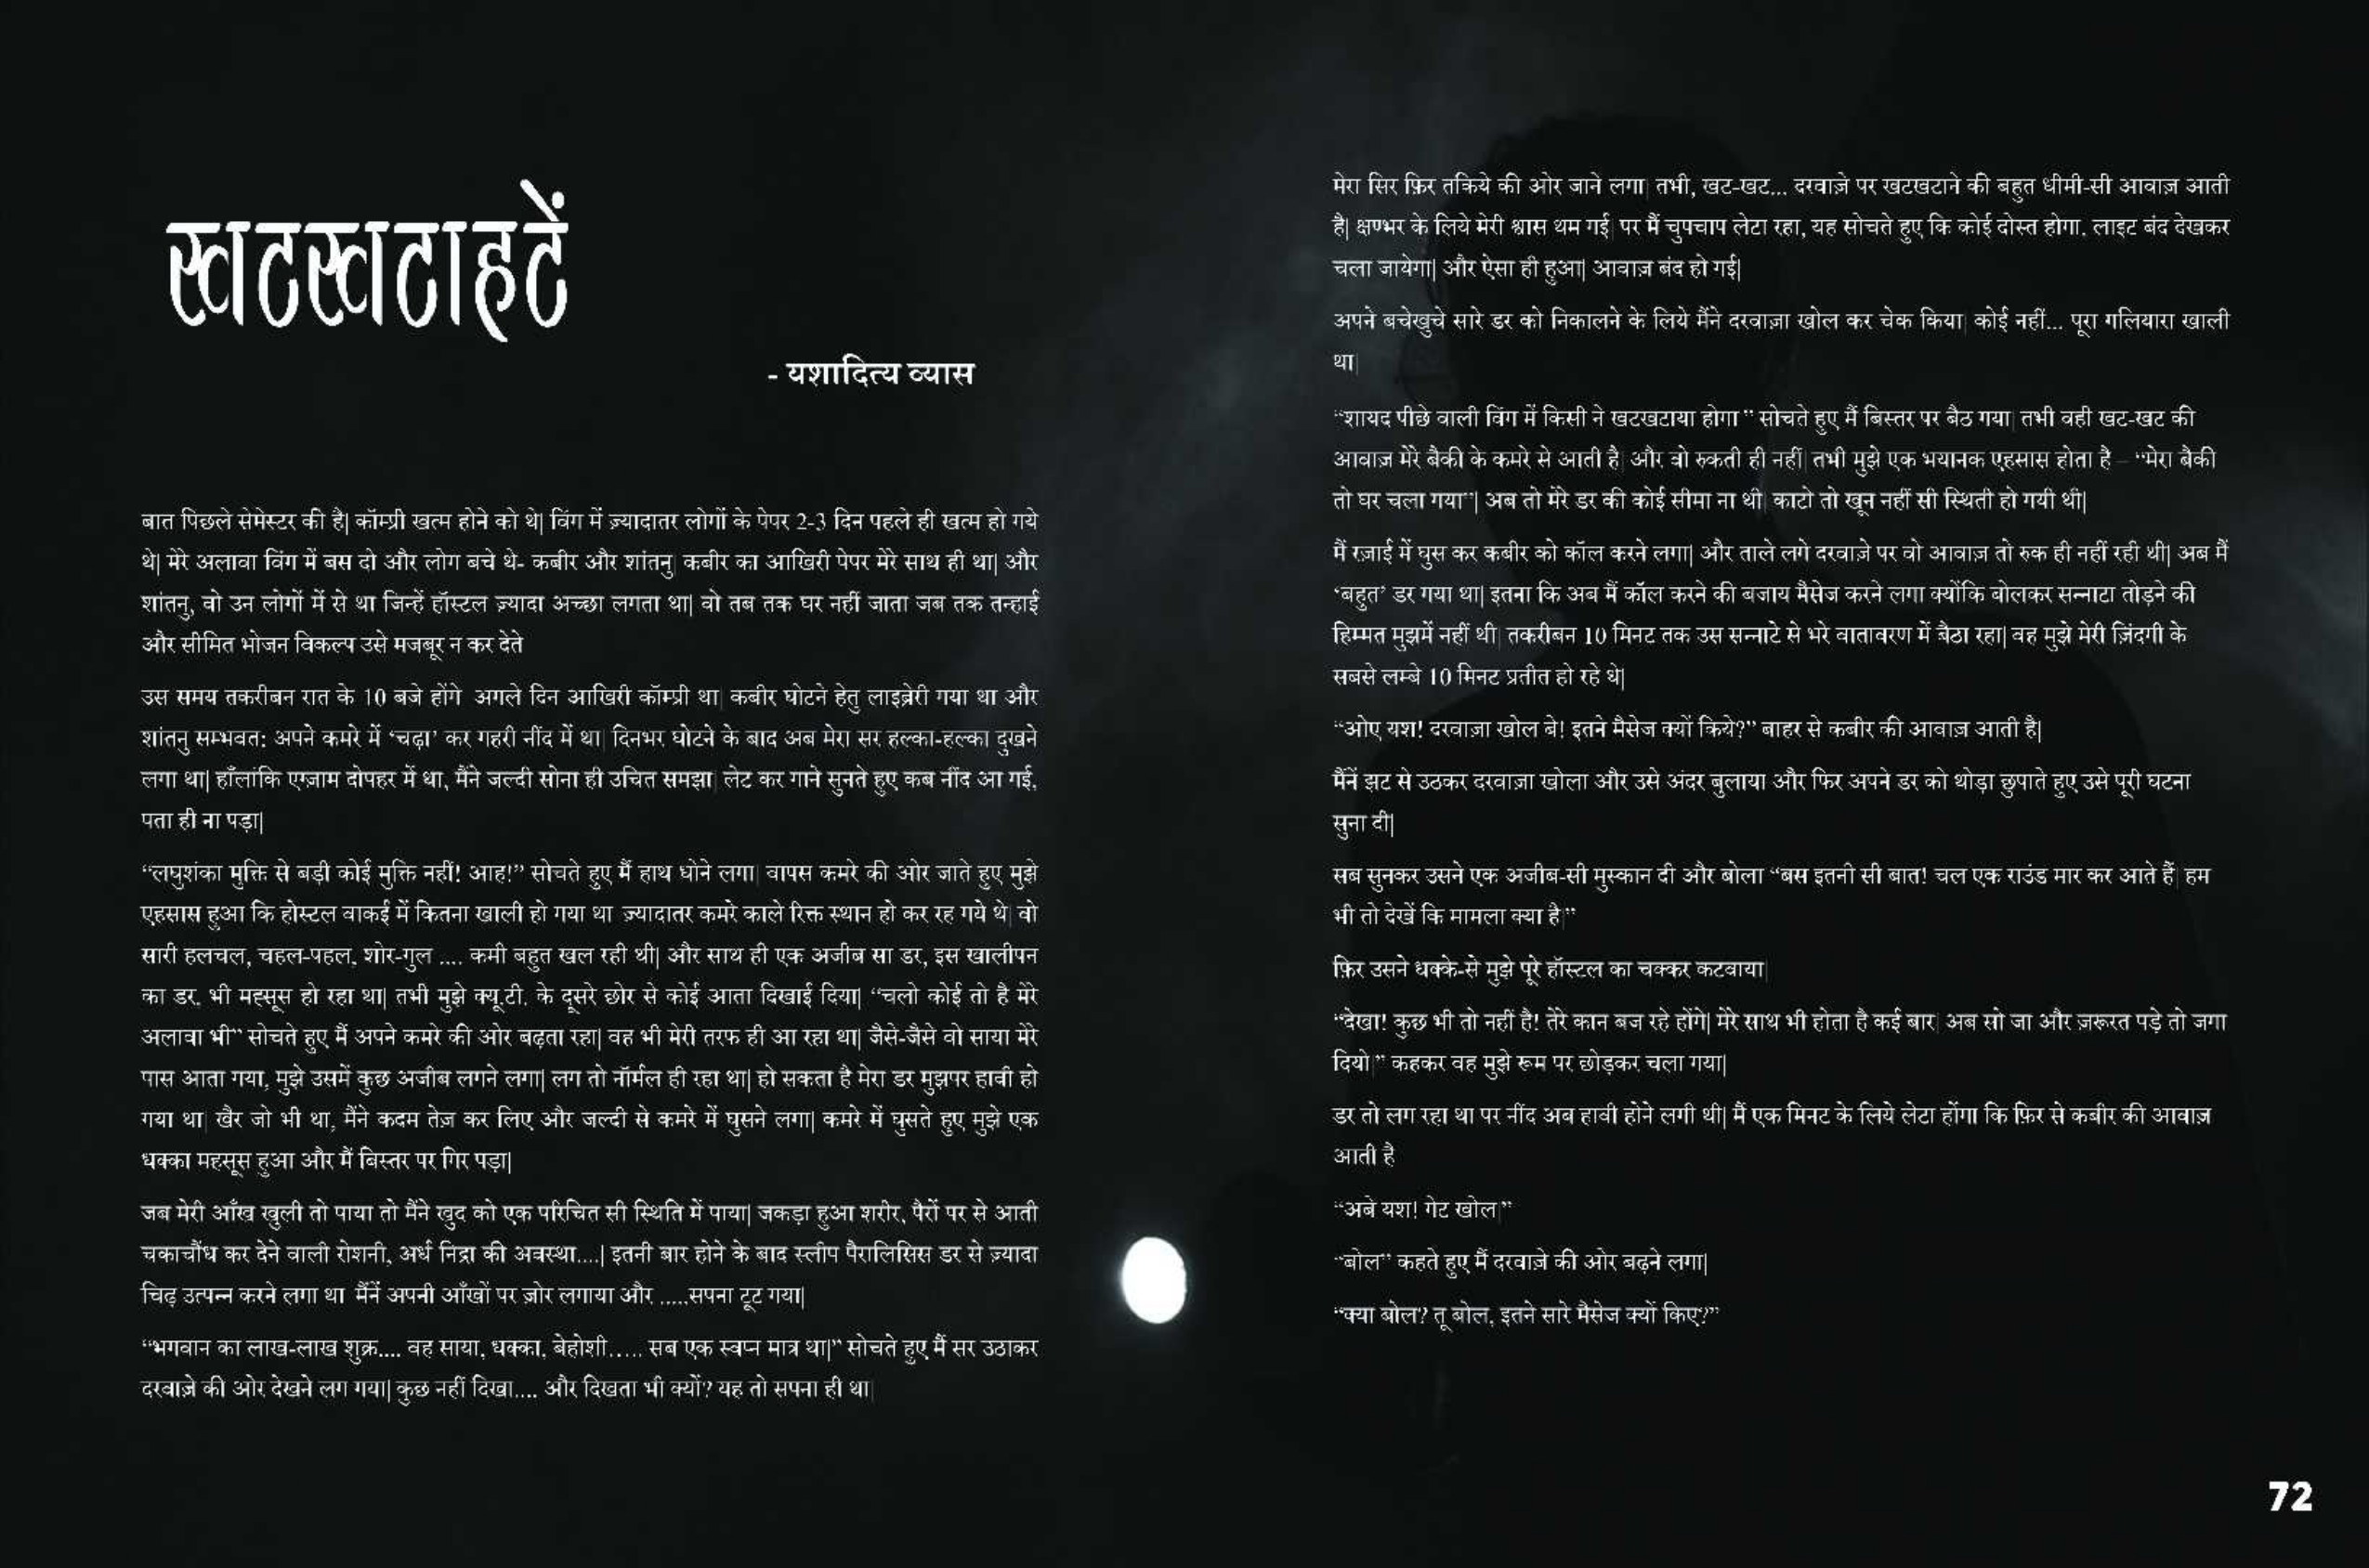 खटखटाहटें
- यशादित्य व्यास
बात पिछले सेमेस्टर की है| कॉम्प्री खत्म होने को थे| विंग में ज़्यादातर लोगों के पेपर 2-3 दिन पहले ही खत्म हो गये
थे| मेरे अलावा विंग में बस दो और लोग बचे थे- कबीर और शांतनु| कबीर का आखिरी पेपर मेरे साथ ही था| और
शांतनु, वो उन लोगों में से था जिन्हें हॉस्टल ज़्यादा अच्छा लगता था| वो तब तक घर नहीं जाता जब तक तन्हाई
और सीमित भोजन विकल्प उसे मजबूर न कर देते
उस समय तकरीबन रात के 10 बजे होंगे अगले दिन आखिरी कॉम्प्री था| कबीर घोटने हेतु लाइब्रेरी गया था और
शांतनु सम्भवत: अपने कमरे में ‘चढ़ा’ कर गहरी नींद में था| दिनभर घोटने के बाद अब मेरा सर हल्का-हल्का दुखने
लगा था| हाँलांकि एग्ज़ाम दोपहर में था, मैंने जल्दी सोना ही उचित समझा| लेट कर गाने सुनते हुए कब नींद आ गई,
पता ही ना पड़ा|
“लघुशंका मुक्ति से बड़ी कोई मुक्ति नहीं! आह!” सोचते हुए मैं हाथ धोने लगा| वापस कमरे की ओर जाते हुए मुझे
एहसास हुआ कि होस्टल वाकई में कितना खाली हो गया था ज़्यादातर कमरे काले रिक्त स्थान हो कर रह गये थे| वो
सारी हलचल, चहल-पहल, शोर-गुल .... कमी बहुत खल रही थी| और साथ ही एक अजीब सा डर, इस खालीपन
का डर, भी महसूस हो रहा था| तभी मुझे क्यू.टी. के दूसरे छोर से कोई आता दिखाई दिया| “चलो कोई तो है मेरे
अलावा भी” सोचते हुए मैं अपने कमरे की ओर बढ़ता रहा| वह भी मेरी तरफ ही आ रहा था| जैसे-जैसे वो साया मेरे
पास आता गया, मुझे उसमें कुछ अजीब लगने लगा| लग तो नॉर्मल ही रहा था| हो सकता है मेरा डर मुझपर हावी हो
गया था| खैर जो भी था, मैंने कदम तेज़ कर लिए और जल्दी से कमरे में घुसने लगा| कमरे में घुसते हुए मुझे एक
धक्का महसूस हुआ और मैं बिस्तर पर गिर पड़ा|
जब मेरी आँख खुली तो पाया तो मैंने खुद को एक परिचित सी स्थिति में पाया| जकड़ा हुआ शरीर, पैरों पर से आती
चकाचौंध कर देने वाली रोशनी, अर्ध निद्रा की अवस्था....| इतनी बार होने के बाद स्लीप पैरालिसिस डर से ज़्यादा
चिढ़ उत्पन्न करने लगा था मैंनें अपनी आँखों पर ज़ोर लगाया और .....सपना टूट गया|
“भगवान का लाख-लाख शुक्र.... वह साया, धक्का, बेहोशी..... सब एक स्वप्न मात्र था|” सोचते हुए मैं सर उठाकर
दरवाज़े की ओर देखने लग गया| कुछ नहीं दिखा.... और दिखता भी क्यों? यह तो सपना ही था|
मेरा सिर फ़िर तकिये की ओर जाने लगा| तभी, खट-खट... दरवाज़े पर खटखटाने की बहुत धीमी-सी आवाज़ आती
है| क्षणभर के लिये मेरी श्वास थम गई| पर मैं चुपचाप लेटा रहा, यह सोचते हुए कि कोई दोस्त होगा, लाइट बंद देखकर
चला जायेगा| और ऐसा ही हुआ| आवाज़ बंद हो गई|
अपने बचेखुचे सारे डर को निकालने के लिये मैंने दरवाज़ा खोल कर चेक किया| कोई नहीं... पूरा गलियारा खाली
था|
“शायद पीछे वाली विंग में किसी ने खटखटाया होगा ” सोचते हुए मैं बिस्तर पर बैठ गया| तभी वही खट-खट की
आवाज़ मेरे बैकी के कमरे से आती है| और वो रुकती ही नहीं| तभी मुझे एक भयानक एहसास होता है – “मेरा बैकी
तो घर चला गया”| अब तो मेरे डर की कोई सीमा ना थी| काटो तो खून नहीं सी स्थिती हो गयी थी|
मैं रज़ाई में घुस कर कबीर को कॉल करने लगा| और ताले लगे दरवाज़े पर वो आवाज़ तो रुक ही नहीं रही थी| अब मैं
‘बहुत’ डर गया था| इतना कि अब मैं कॉल करने की बजाय मैसेज करने लगा क्योंकि बोलकर सन्नाटा तोड़ने की
हिम्मत मुझमें नहीं थी| तकरीबन 10 मिनट तक उस सन्नाटे से भरे वातावरण में बैठा रहा| वह मुझे मेरी ज़िंदगी के
सबसे लम्बे 10 मिनट प्रतीत हो रहे थे|
“ओए यश! दरवाज़ा खोल बे! इतने मैसेज क्यों किये?” बाहर से कबीर की आवाज़ आती है|
मैंनें झट से उठकर दरवाज़ा खोला और उसे अंदर बुलाया और फिर अपने डर को थोड़ा छुपाते हुए उसे पूरी घटना
सुना दी|
सब सुनकर उसने एक अजीब-सी मुस्कान दी और बोला “बस इतनी सी बात! चल एक राउंड मार कर आते हैं| हम
भी तो देखें कि मामला क्या है|”
फ़िर उसने धक्के-से मुझे पूरे हॉस्टल का चक्कर कटवाया|
“देखा! कुछ भी तो नहीं है! तेरे कान बज रहे होंगे| मेरे साथ भी होता है कई बार| अब सो जा और ज़रूरत पड़े तो जगा
दियो|” कहकर वह मुझे रूम पर छोड़कर चला गया|
डर तो लग रहा था पर नींद अब हावी होने लगी थी| मैं एक मिनट के लिये लेटा होंगा कि फ़िर से कबीर की आवाज़
आती है
“अबे यश! गेट खोल|”
“बोल” कहते हुए मैं दरवाज़े की ओर बढ़ने लगा|
“क्या बोल? तू बोल, इतने सारे मैसेज क्यों किए?”
72